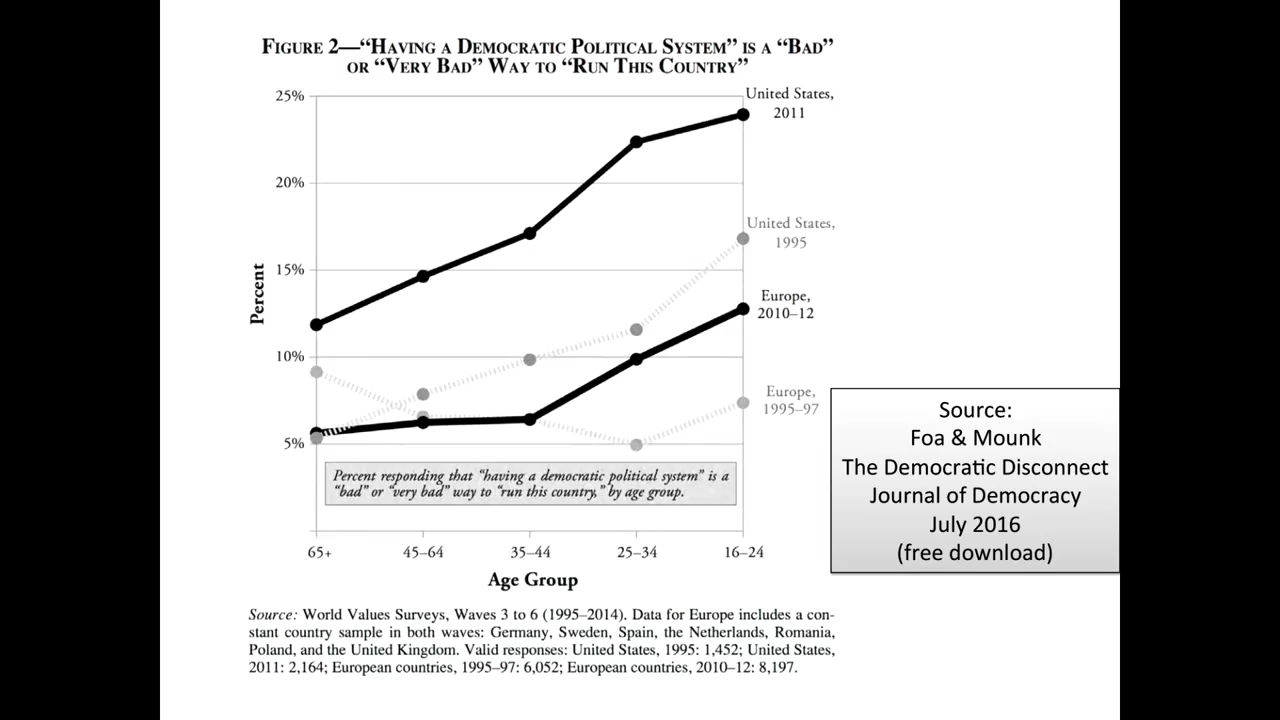 FIGURE 2—“HAVING A DEMOCRATIC POLITICAL SYSTEM” IS A “BAD”
OR “VERY BAD” WAY TO “RUN THIS COUNTRY”
25%
20%
15%
10%
5%
Percent
United States,
2011
United States,
1995
Europe,
2010–12
Europe,
1995–97
Percent responding that “having a democratic political system” is a
“bad” or “very bad” way to “run this country,” by age group.
65+
45–64
35–44
25–34
16–24
Age Group
Source: World Values Surveys, Waves 3 to 6 (1995–2014). Data for Europe includes a con-
stant country sample in both waves: Germany, Sweden, Spain, the Netherlands, Romania,
Poland, and the United Kingdom. Valid responses: United States, 1995: 1,452; United States,
2011: 2,164; European countries, 1995–97: 6,052; European countries, 2010–12: 8,197.
Source:
Foa & Mounk
The Democratic Disconnect
Journal of Democracy
July 2016
(free download)